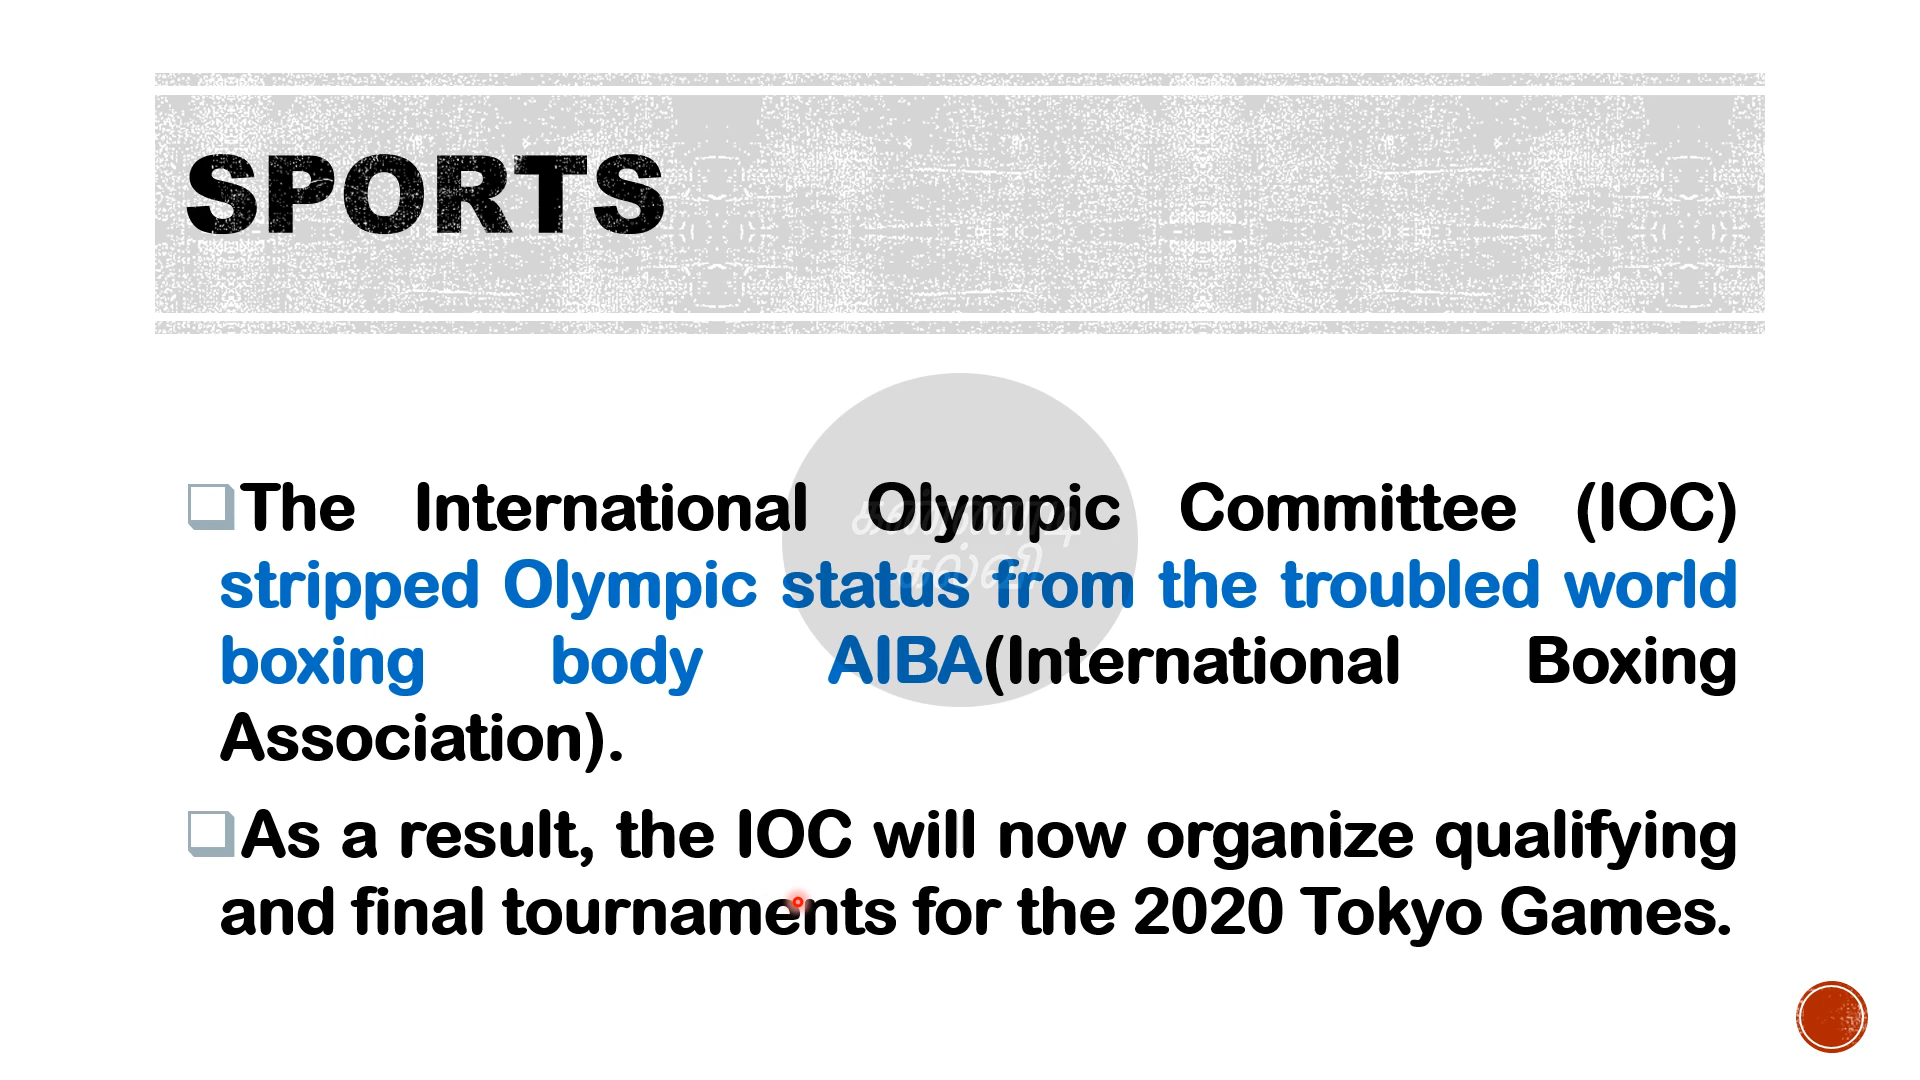 SPORTS
The International Olympic Committee (IOC)
stripped Olympic status from the troubled world
boxing body AIBA(International Boxing
Association).
As a result, the IOC will now organize qualifying
and final tournaments for the 2020 Tokyo Games.